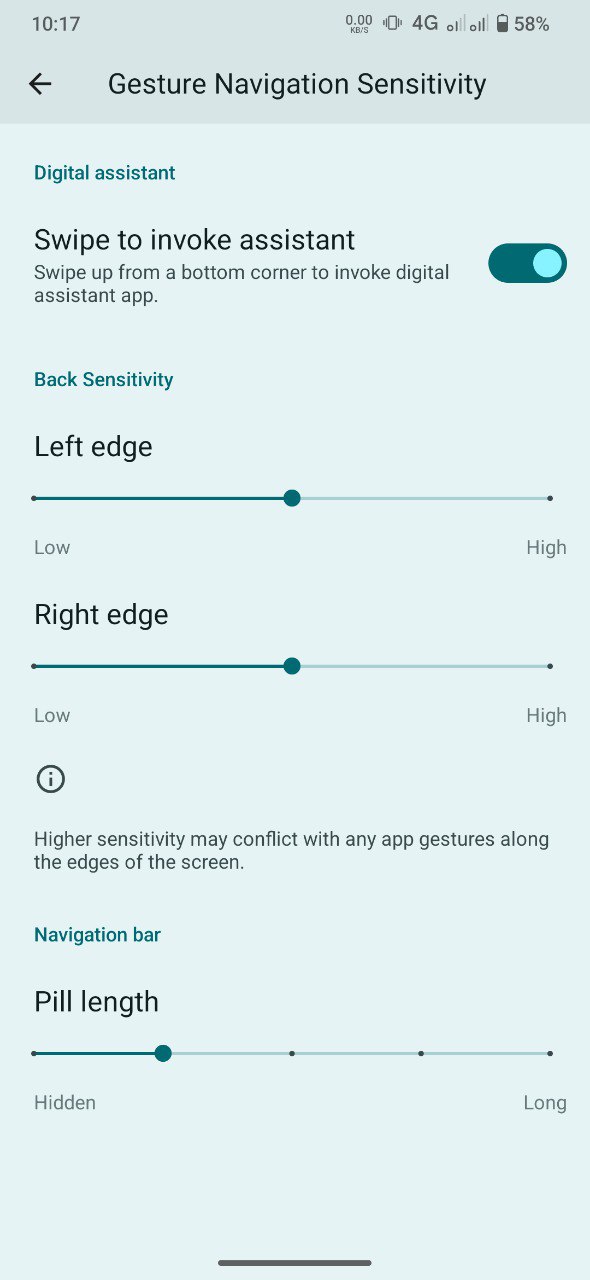 10:17
0.00 KB/S 4G 58%
Gesture Navigation Sensitivity
Digital assistant
Swipe to invoke assistant
Swipe up from a bottom corner to invoke digital
assistant app.
Back Sensitivity
Left edge
Low High
Right edge
Low High
Higher sensitivity may conflict with any app gestures along
the edges of the screen.
Navigation bar
Pill length
Hidden Long